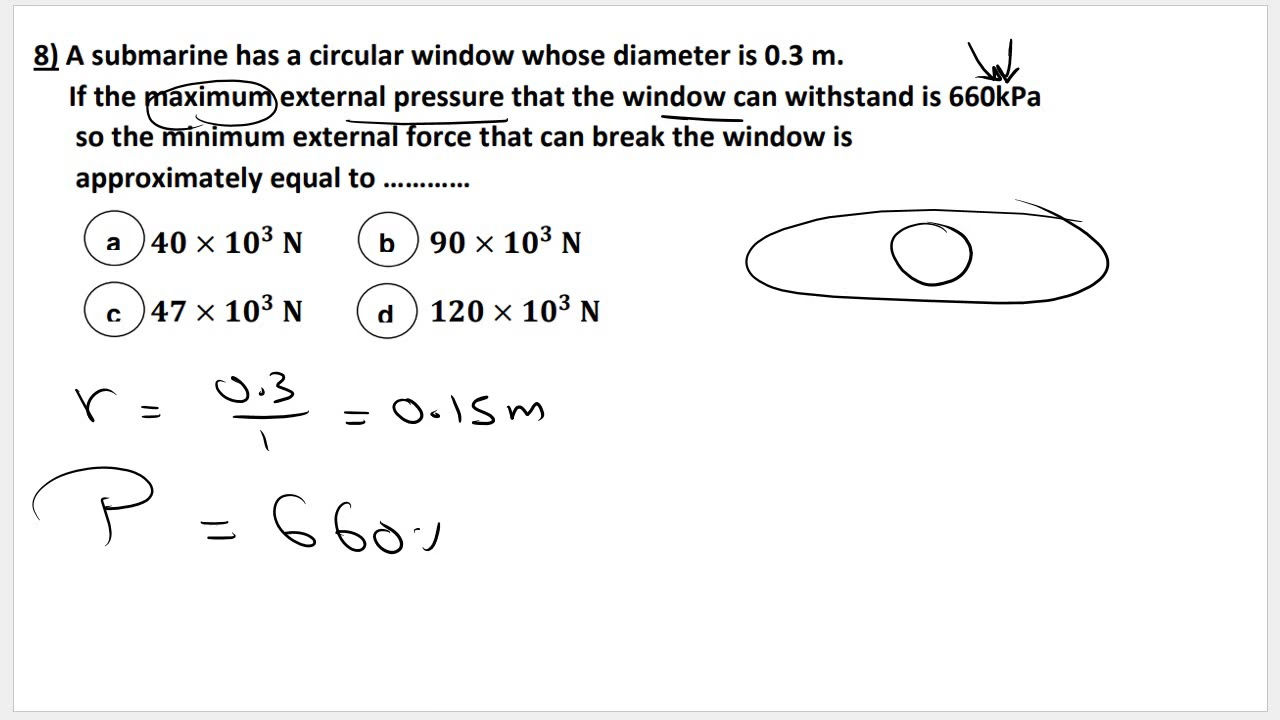 8) A submarine has a circular window whose diameter is 0.3 m.
If the maximum external pressure that the window can withstand is 660kPa
so the minimum external force that can break the window is
approximately equal to …………
a 40 × 10³ N b 90 × 10³ N
c 47 × 10³ N d 120 × 10³ N
r = 0.3 / 1 = 0.15 m
P = 660